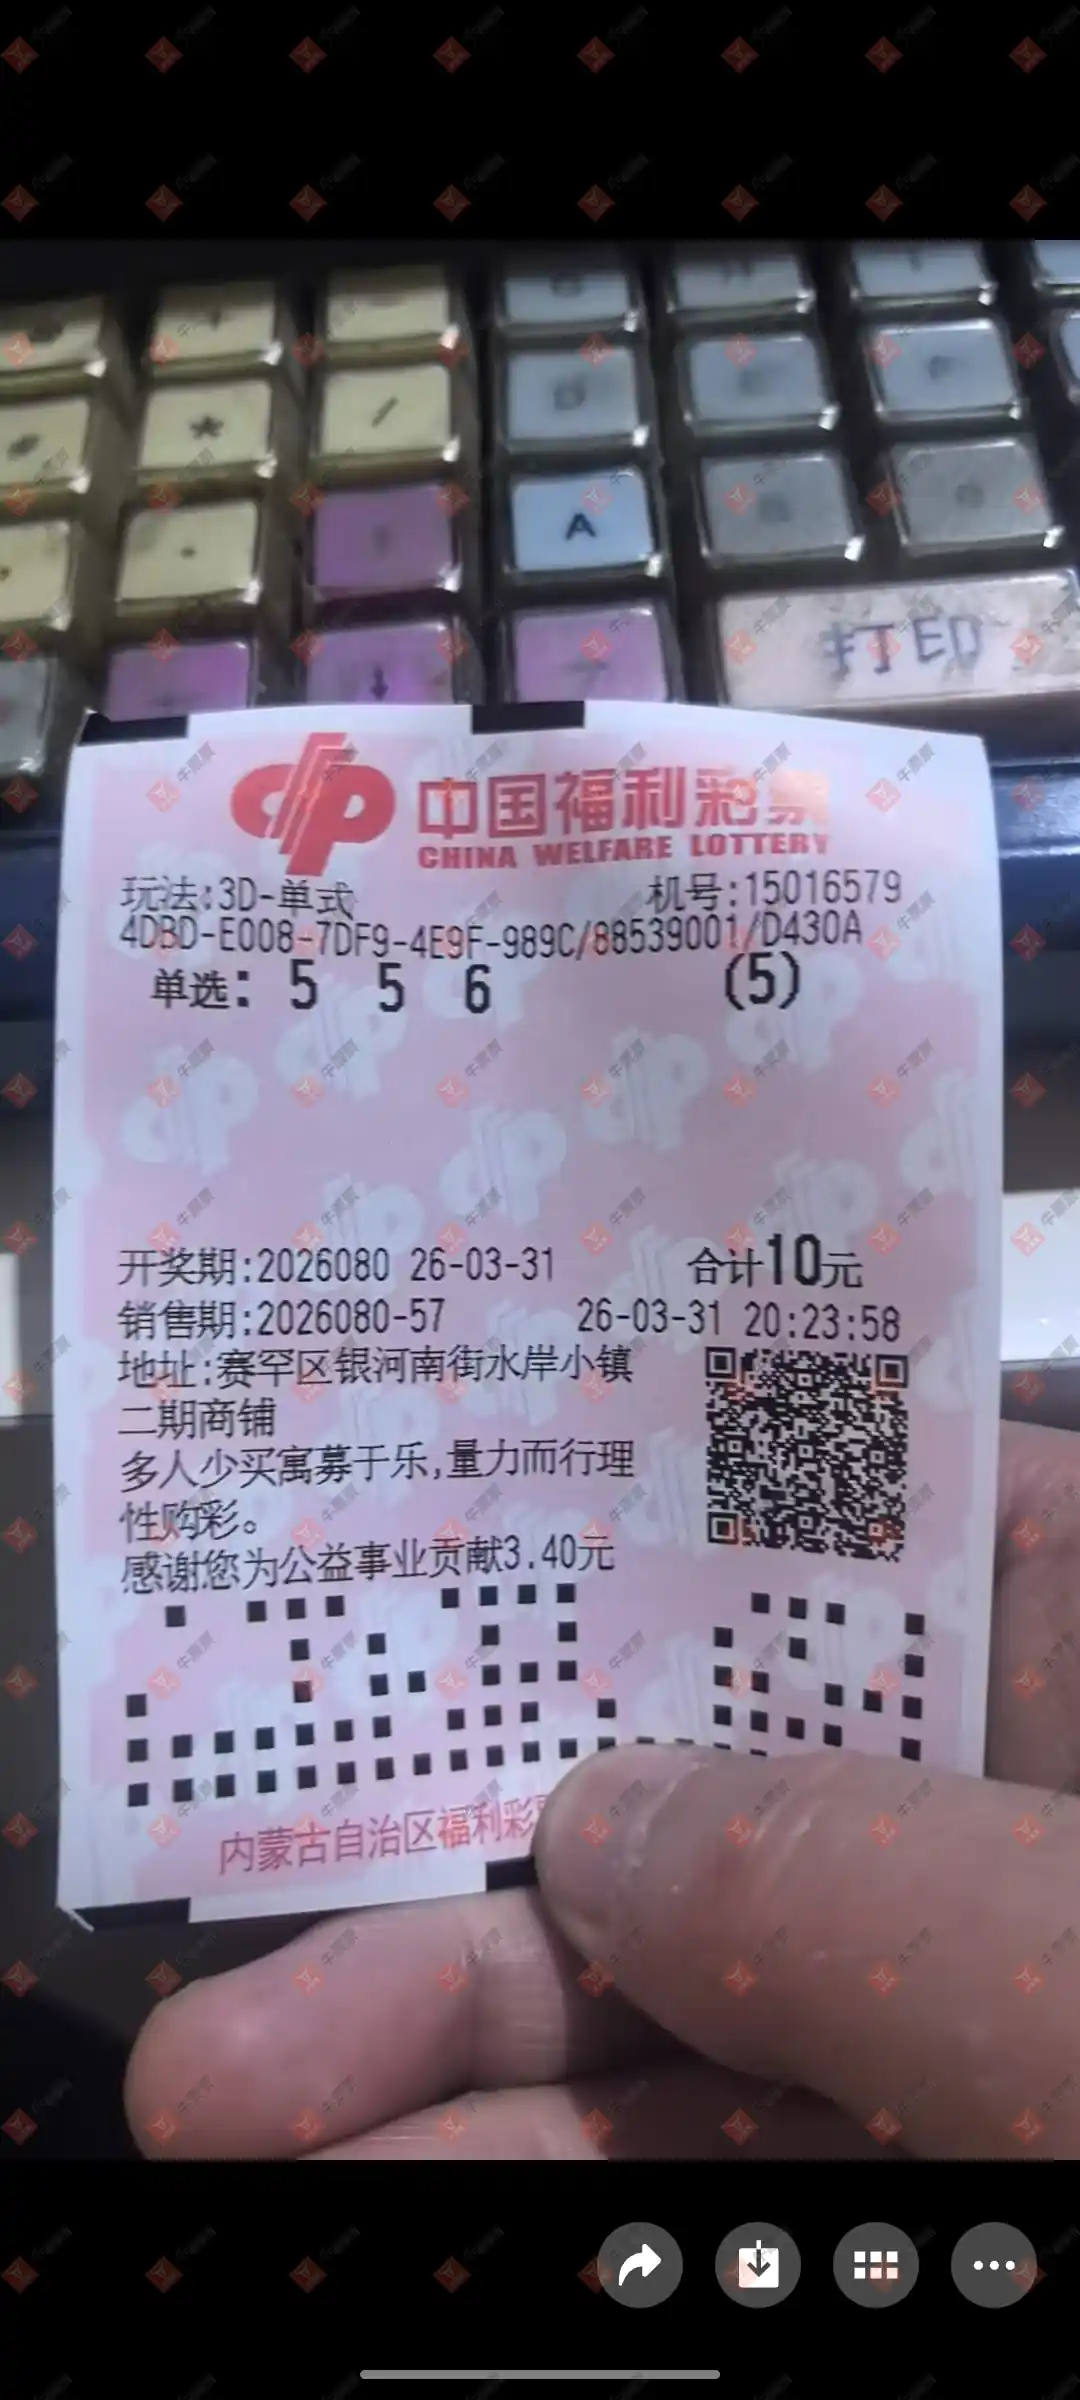 *
/
A
打印
中国福利彩票
CHINA WELFARE LOTTERY
玩法:3D-单式 机号:15016579
4DBD-E008-7DF9-4E9F-989C/88539001/D430A
单选: 5 5 6 (5)
开奖期:2026080 26-03-31 合计10元
销售期:2026080-57 26-03-31 20:23:58
地址:赛罕区银河南街水岸小镇
二期商铺
多人少买寓募于乐,量力而行理
性购彩。
感谢您为公益事业贡献3.40元
内蒙古自治区福利彩
牛票票